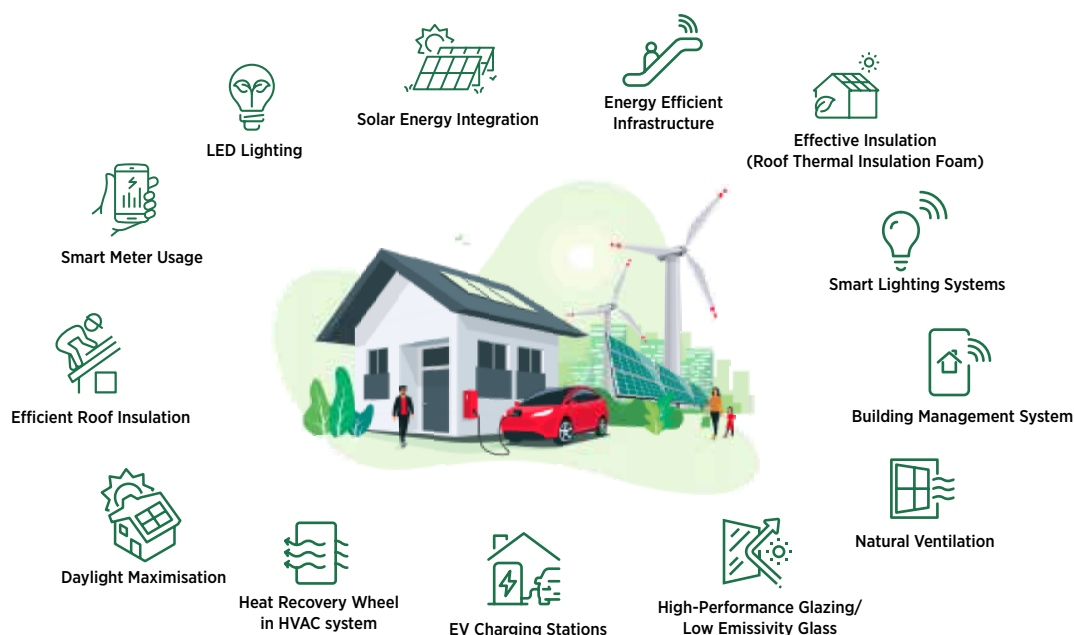 Solar Energy Integration
Energy Efficient
Infrastructure
LED Lighting
Effective Insulation
(Roof Thermal Insulation Foam)
Smart Meter Usage
Smart Lighting Systems
Efficient Roof Insulation
Building Management System
Daylight Maximisation
Natural Ventilation
Heat Recovery Wheel
in HVAC system
EV Charging Stations
High-Performance Glazing/
Low Emissivity Glass